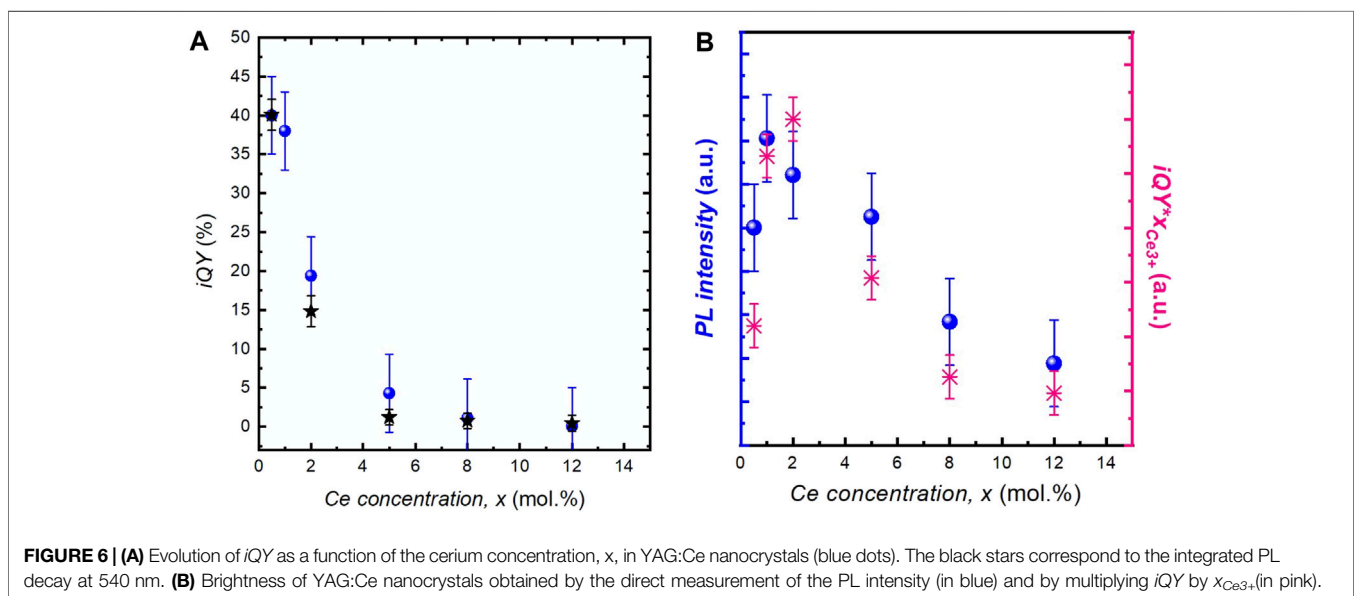 A
50
45
40
35
30
25
20
15
10
5
0
iQY (%)
0 2 4 6 8 10 12 14
Ce concentration, x (mol.%)
B
PL intensity (a.u.)
iQY*xCe3+ (a.u.)
0 2 4 6 8 10 12 14
Ce concentration, x (mol.%)
FIGURE 6 | (A) Evolution of iQY as a function of the cerium concentration, x, in YAG:Ce nanocrystals (blue dots). The black stars correspond to the integrated PL
decay at 540 nm. (B) Brightness of YAG:Ce nanocrystals obtained by the direct measurement of the PL intensity (in blue) and by multiplying iQY by xCe3+(in pink).